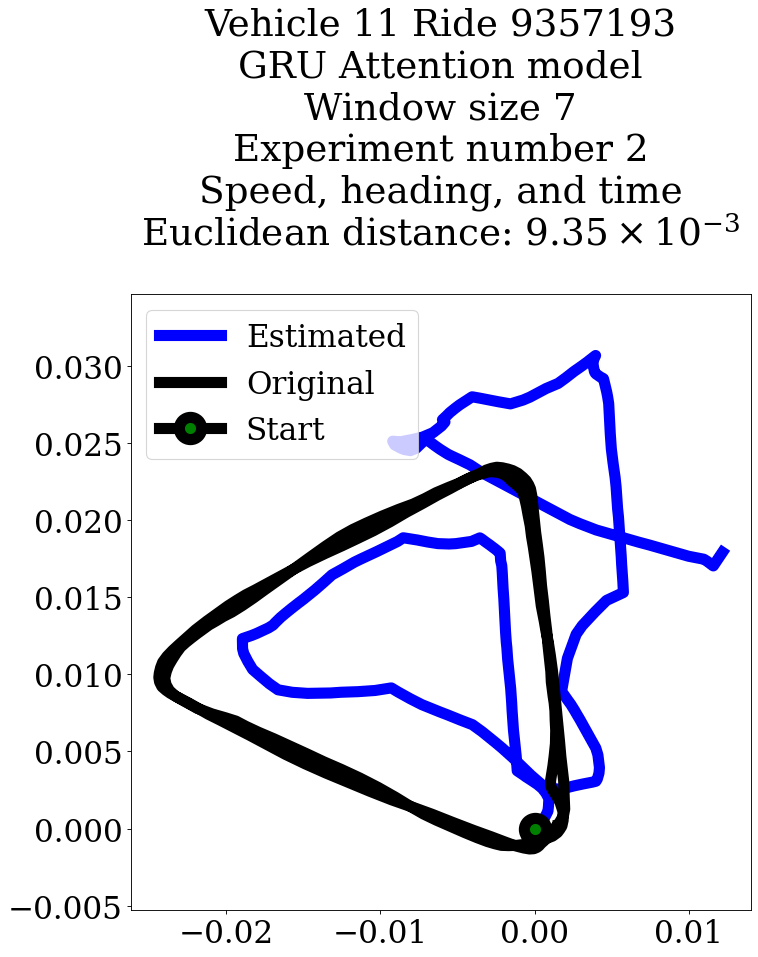 Vehicle 11 Ride 9357193
GRU Attention model
Window size 7
Experiment number 2
Speed, heading, and time
Euclidean distance: 9.35 × 10⁻³
Estimated
Original
Start
0.030
0.025
0.020
0.015
0.010
0.005
0.000
−0.005
−0.02 −0.01 0.00 0.01